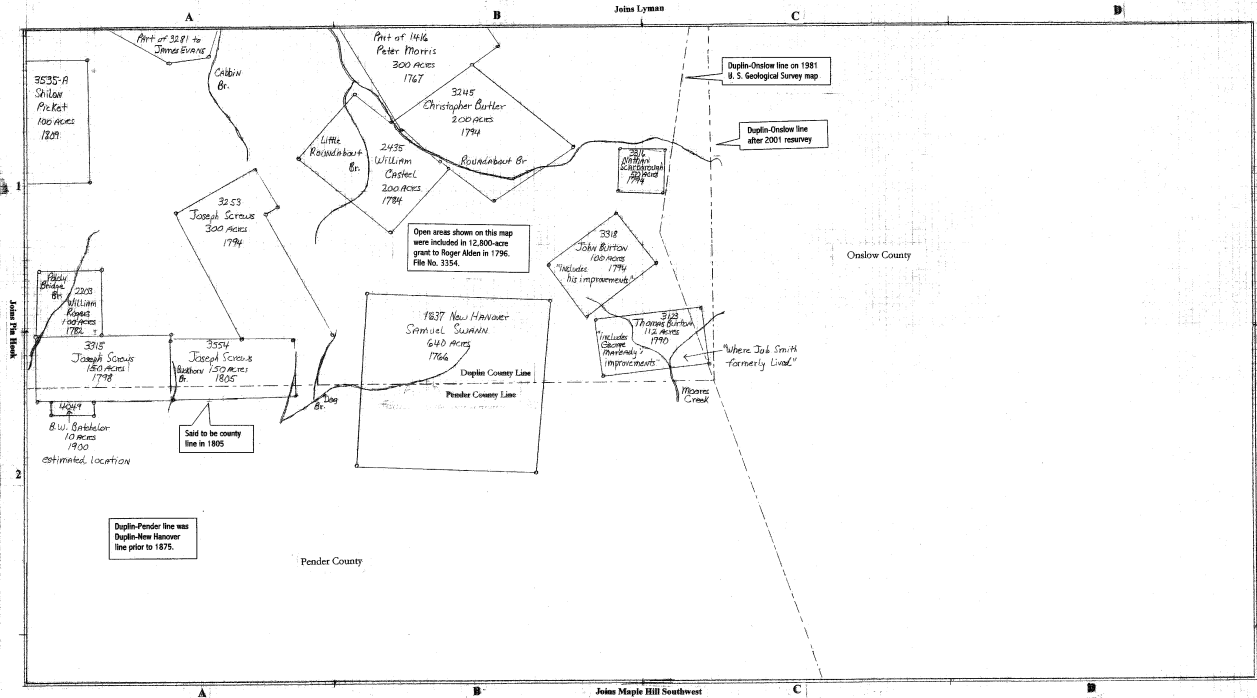 A
B
Joins Lyman
C
D
Part of 3281 to
James Evans
Cabbin
Br.
Part of 1416
Peter Morris
300 Acres
1767
Duplin-Onslow line on 1981
U. S. Geological Survey map
3535-A
Shiloh
Picket
100 Acres
1809
3245
Christopher Butler
200 Acres
1794
Duplin-Onslow line
after 2001 resurvey
Little
Roundabout
Br.
2435
William
Casteel
200 Acres
1784
Roundabout Br
3316
Nathan
Scarborough
50 Acres
1794
1
3253
Joseph Screws
300 Acres
1794
Open areas shown on this map
were included in 12,800-acre
grant to Roger Alden in 1796.
File No. 3354.
3318
John Burton
100 Acres
1794
"includes
his improvements"
Onslow County
Bridge
Br.
2203
William
Rogers
100 Acres
1782
Joins Pin Hook
1837 New Hanover
Samuel Swann
640 Acres
1766
3123
Thomas Burton
112 Acres
1790
"includes
George
Maready's
improvements"
"Where Job Smith
formerly Lived"
3315
Joseph Screws
150 Acres
1798
3554
Joseph Screws
150 Acres
1805
Br.
Duplin County Line
Pender County Line
Dog
Br.
Moores
Creek
4049
B.W. Batchelor
10 Acres
1900
estimated location
Said to be county
line in 1805
2
Duplin-Pender line was
Duplin-New Hanover
line prior to 1875.
Pender County
A
B
Joins Maple Hill Southwest
C
D